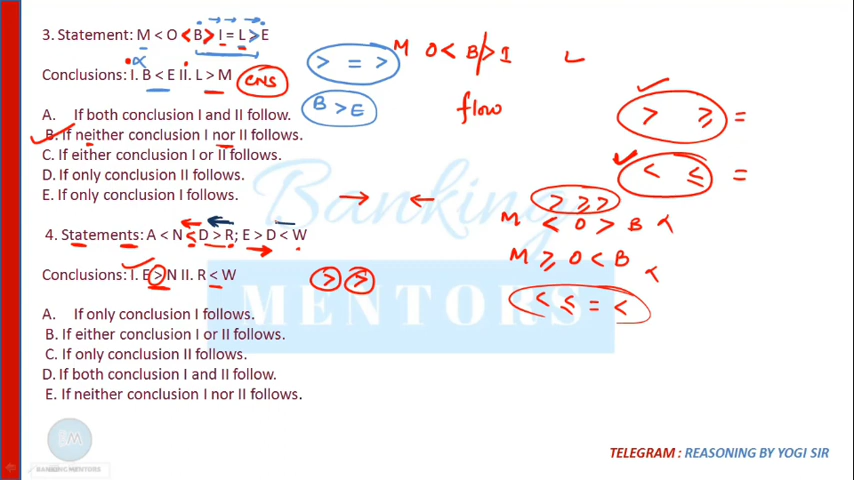 3. Statement: M < O < B > I = L > E
Conclusions: I. B < E II. L > M
CNS
A. If both conclusion I and II follow.
B. If neither conclusion I nor II follows.
C. If either conclusion I or II follows.
D. If only conclusion II follows.
E. If only conclusion I follows.
> = >
B > E
M O < B > I L
flow
> ≥ =
< ≤ =
Banking
MENTORS
4. Statements: A < N ≤ D > R; E > D < W
Conclusions: I. E > N II. R < W
> ≥
A. If only conclusion I follows.
B. If either conclusion I or II follows.
C. If only conclusion II follows.
D. If both conclusion I and II follow.
E. If neither conclusion I nor II follows.
> ≥ >
M < O > B
M ≥ O < B
< ≤ = <
BM
BANKING MENTORS
TELEGRAM : REASONING BY YOGI SIR